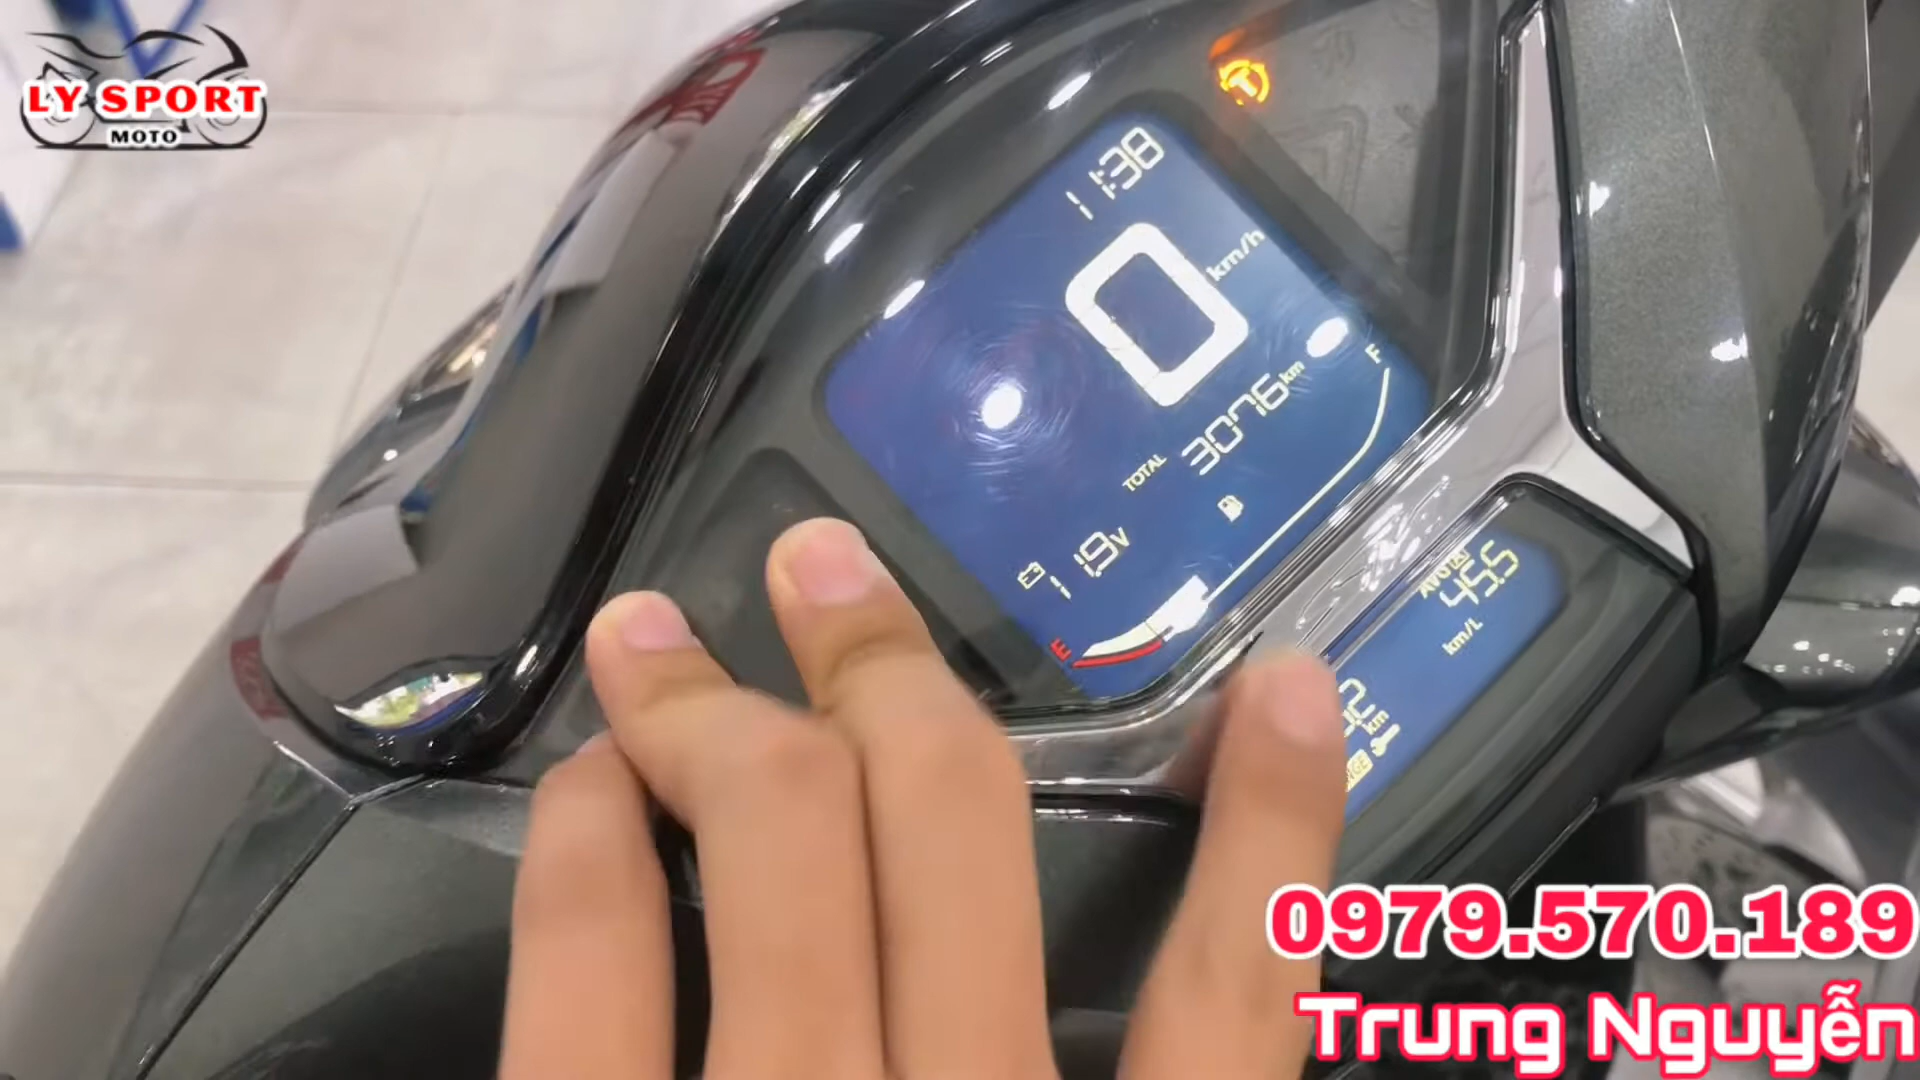 LY SPORT
MOTO
11:38
0 km/h
TOTAL 3076 km
F
11.9V
E
AVG
45.5
km/L
km
0979.570.189
Trung Nguyễn